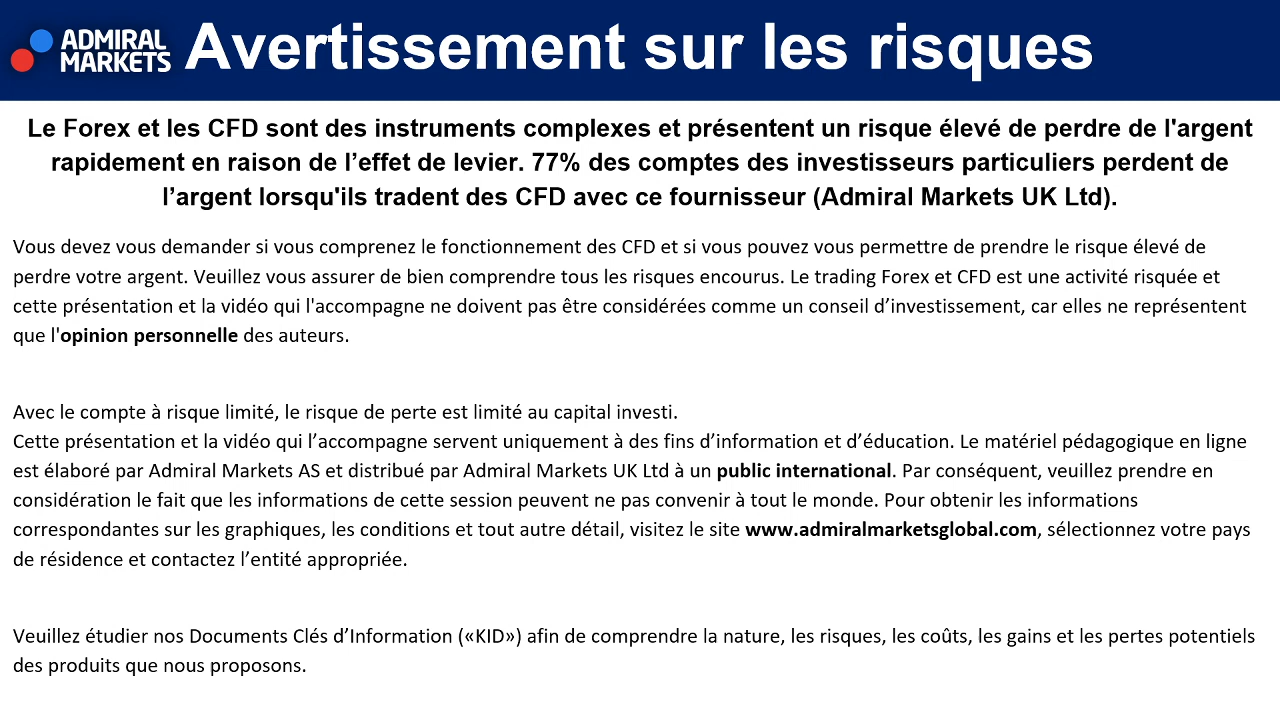 ADMIRAL
MARKETS
Avertissement sur les risques
Le Forex et les CFD sont des instruments complexes et présentent un risque élevé de perdre de l'argent
rapidement en raison de l’effet de levier. 77% des comptes des investisseurs particuliers perdent de
l’argent lorsqu'ils tradent des CFD avec ce fournisseur (Admiral Markets UK Ltd).
Vous devez vous demander si vous comprenez le fonctionnement des CFD et si vous pouvez vous permettre de prendre le risque élevé de
perdre votre argent. Veuillez vous assurer de bien comprendre tous les risques encourus. Le trading Forex et CFD est une activité risquée et
cette présentation et la vidéo qui l'accompagne ne doivent pas être considérées comme un conseil d’investissement, car elles ne représentent
que l'opinion personnelle des auteurs.
Avec le compte à risque limité, le risque de perte est limité au capital investi.
Cette présentation et la vidéo qui l’accompagne servent uniquement à des fins d’information et d’éducation. Le matériel pédagogique en ligne
est élaboré par Admiral Markets AS et distribué par Admiral Markets UK Ltd à un public international. Par conséquent, veuillez prendre en
considération le fait que les informations de cette session peuvent ne pas convenir à tout le monde. Pour obtenir les informations
correspondantes sur les graphiques, les conditions et tout autre détail, visitez le site www.admiralmarketsglobal.com, sélectionnez votre pays
de résidence et contactez l’entité appropriée.
Veuillez étudier nos Documents Clés d’Information («KID») afin de comprendre la nature, les risques, les coûts, les gains et les pertes potentiels
des produits que nous proposons.